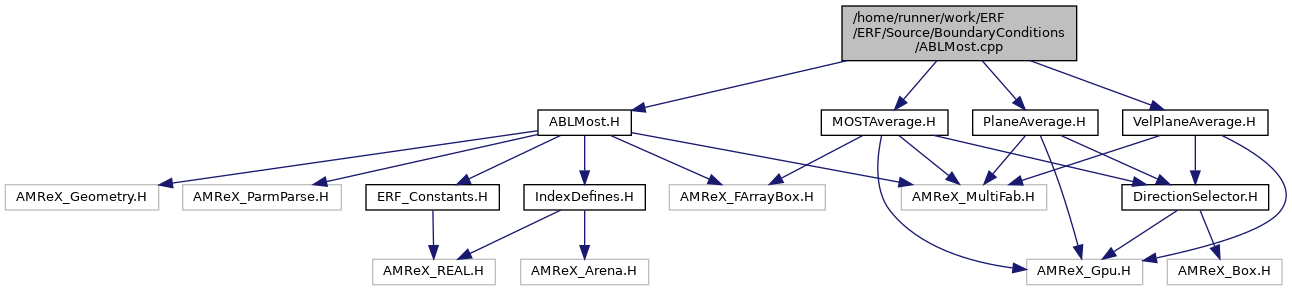 /home/runner/work/ERF
/ERF/Source/BoundaryConditions
/ABLMost.cpp
ABLMost.H
MOSTAverage.H
PlaneAverage.H
VelPlaneAverage.H
AMReX_Geometry.H
AMReX_ParmParse.H
ERF_Constants.H
IndexDefines.H
AMReX_FArrayBox.H
AMReX_MultiFab.H
DirectionSelector.H
AMReX_REAL.H
AMReX_Arena.H
AMReX_Gpu.H
AMReX_Box.H